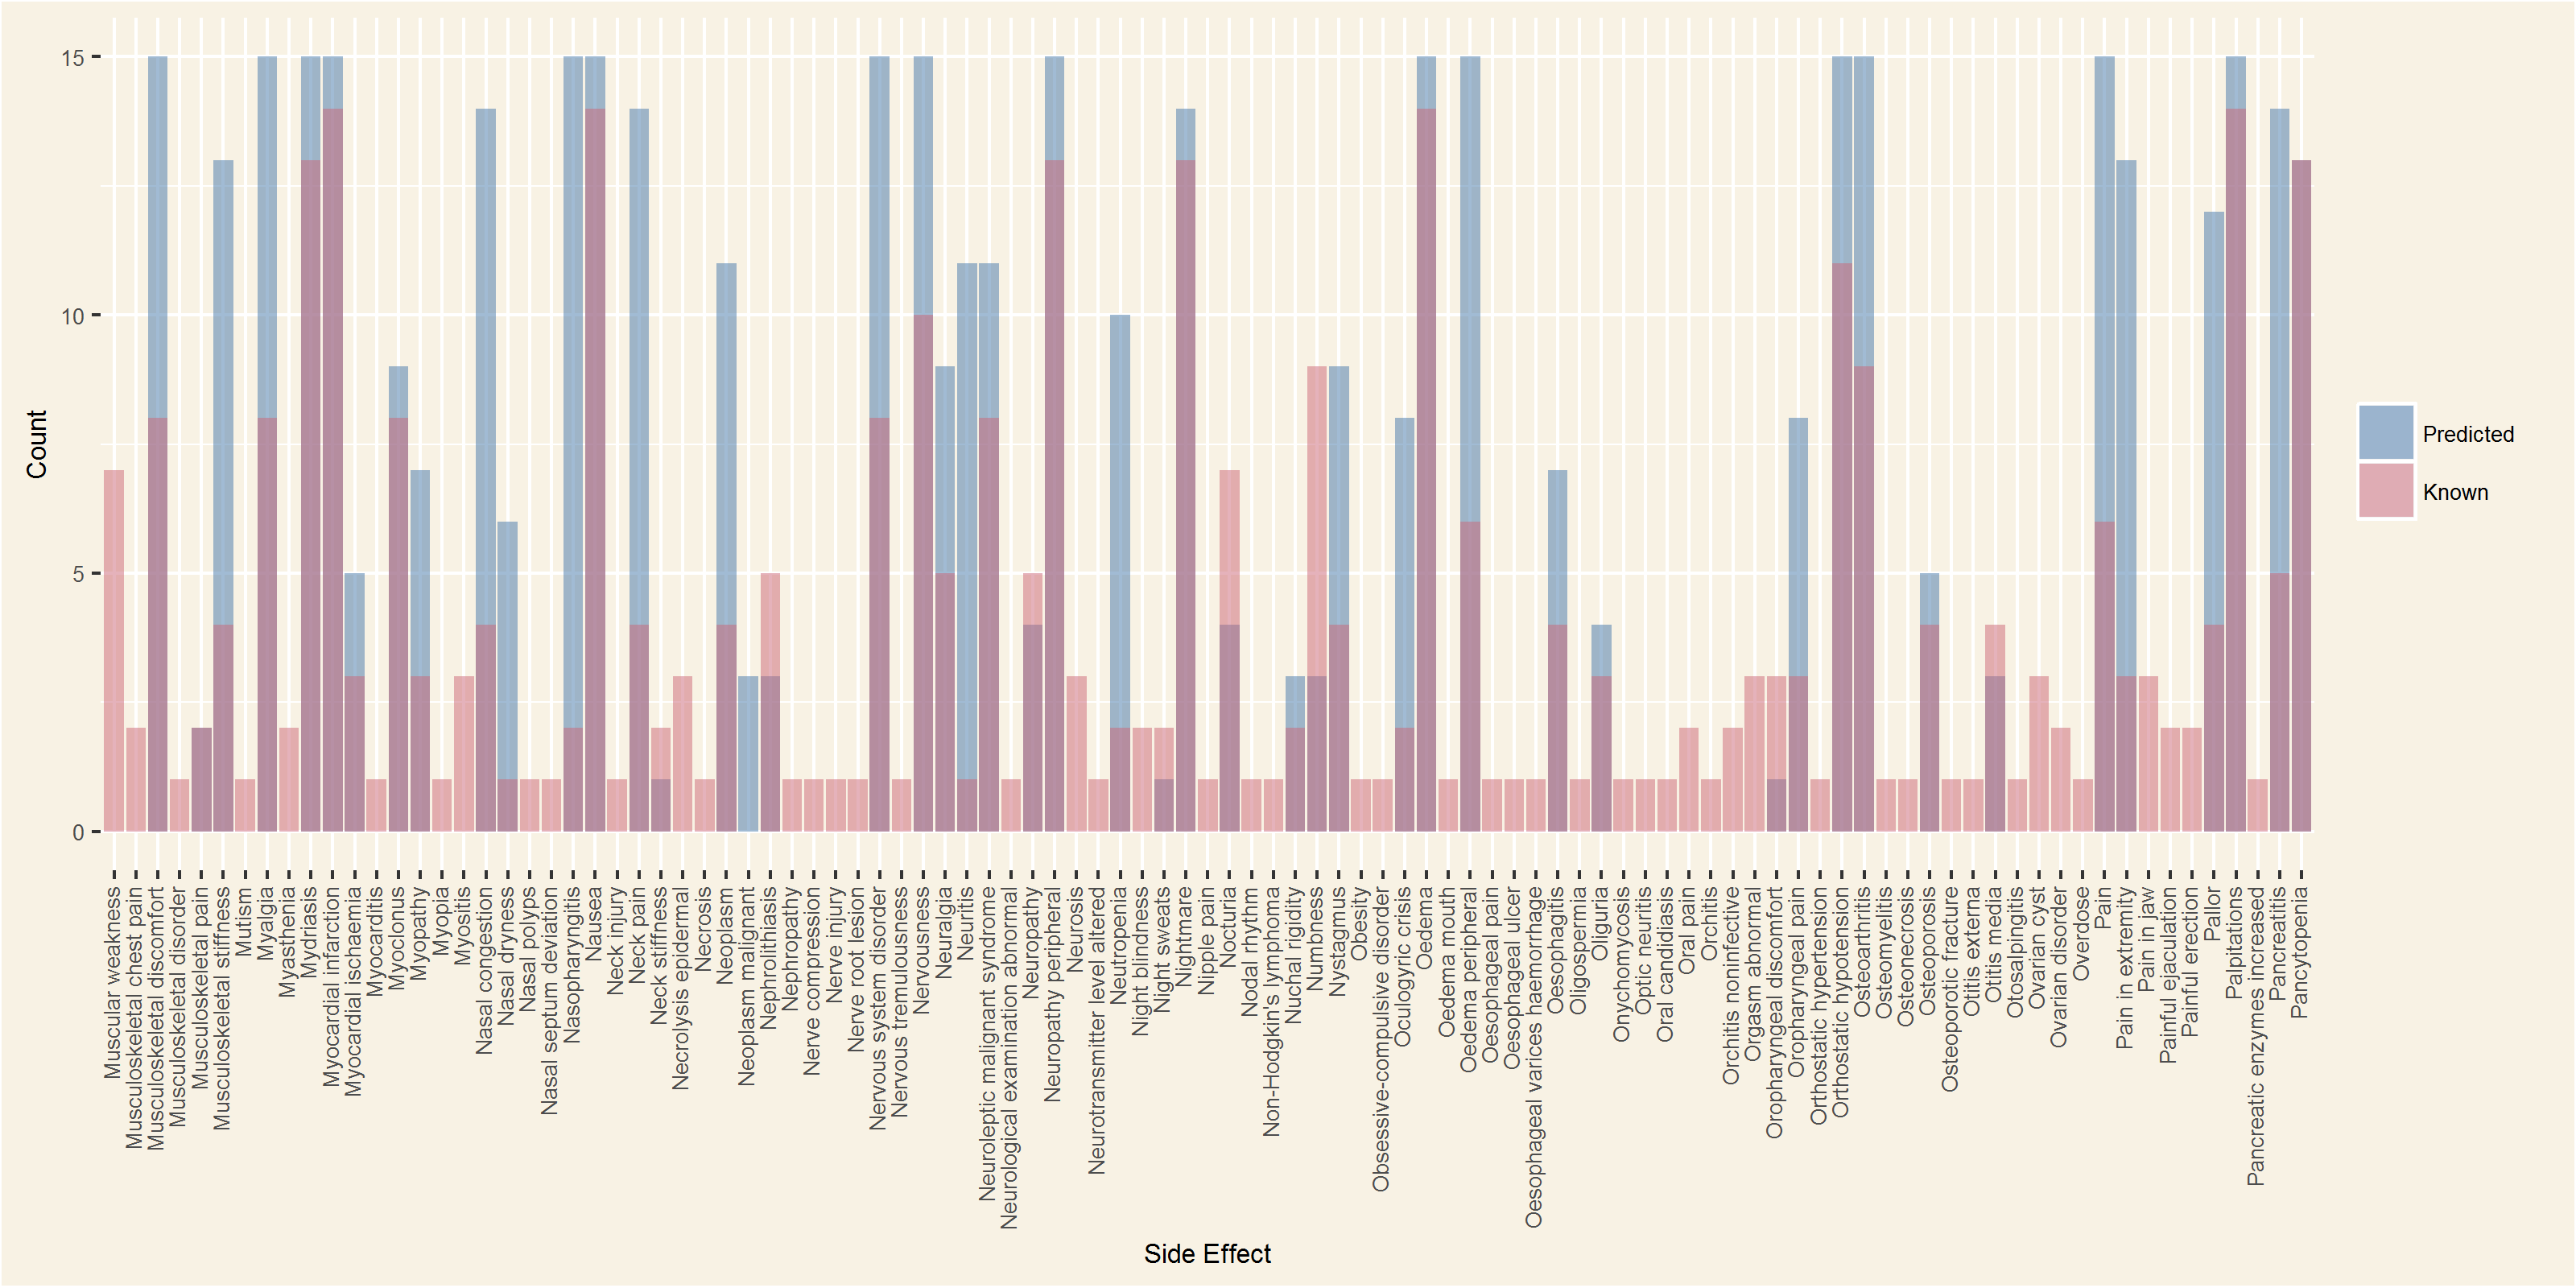 15
10
5
0
Count
Predicted
Known
Muscular weakness
Musculoskeletal chest pain
Musculoskeletal discomfort
Musculoskeletal disorder
Musculoskeletal pain
Musculoskeletal stiffness
Mutism
Myalgia
Myasthenia
Mydriasis
Myocardial infarction
Myocardial ischaemia
Myocarditis
Myoclonus
Myopathy
Myopia
Myositis
Nasal congestion
Nasal dryness
Nasal polyps
Nasal septum deviation
Nasopharyngitis
Nausea
Neck injury
Neck pain
Neck stiffness
Necrolysis epidermal
Necrosis
Neoplasm
Neoplasm malignant
Nephrolithiasis
Nephropathy
Nerve compression
Nerve injury
Nerve root lesion
Nervous system disorder
Nervous tremulousness
Nervousness
Neuralgia
Neuritis
Neuroleptic malignant syndrome
Neurological examination abnormal
Neuropathy
Neuropathy peripheral
Neurosis
Neurotransmitter level altered
Neutropenia
Night blindness
Night sweats
Nightmare
Nipple pain
Nocturia
Nodal rhythm
Non-Hodgkin's lymphoma
Nuchal rigidity
Numbness
Nystagmus
Obesity
Obsessive-compulsive disorder
Oculogyric crisis
Oedema
Oedema mouth
Oedema peripheral
Oesophageal pain
Oesophageal ulcer
Oesophageal varices haemorrhage
Oesophagitis
Oligospermia
Oliguria
Onychomycosis
Optic neuritis
Oral candidiasis
Oral pain
Orchitis
Orchitis noninfective
Orgasm abnormal
Oropharyngeal discomfort
Oropharyngeal pain
Orthostatic hypertension
Orthostatic hypotension
Osteoarthritis
Osteomyelitis
Osteonecrosis
Osteoporosis
Osteoporotic fracture
Otitis externa
Otitis media
Otosalpingitis
Ovarian cyst
Ovarian disorder
Overdose
Pain
Pain in extremity
Pain in jaw
Painful ejaculation
Painful erection
Pallor
Palpitations
Pancreatic enzymes increased
Pancreatitis
Pancytopenia
Side Effect